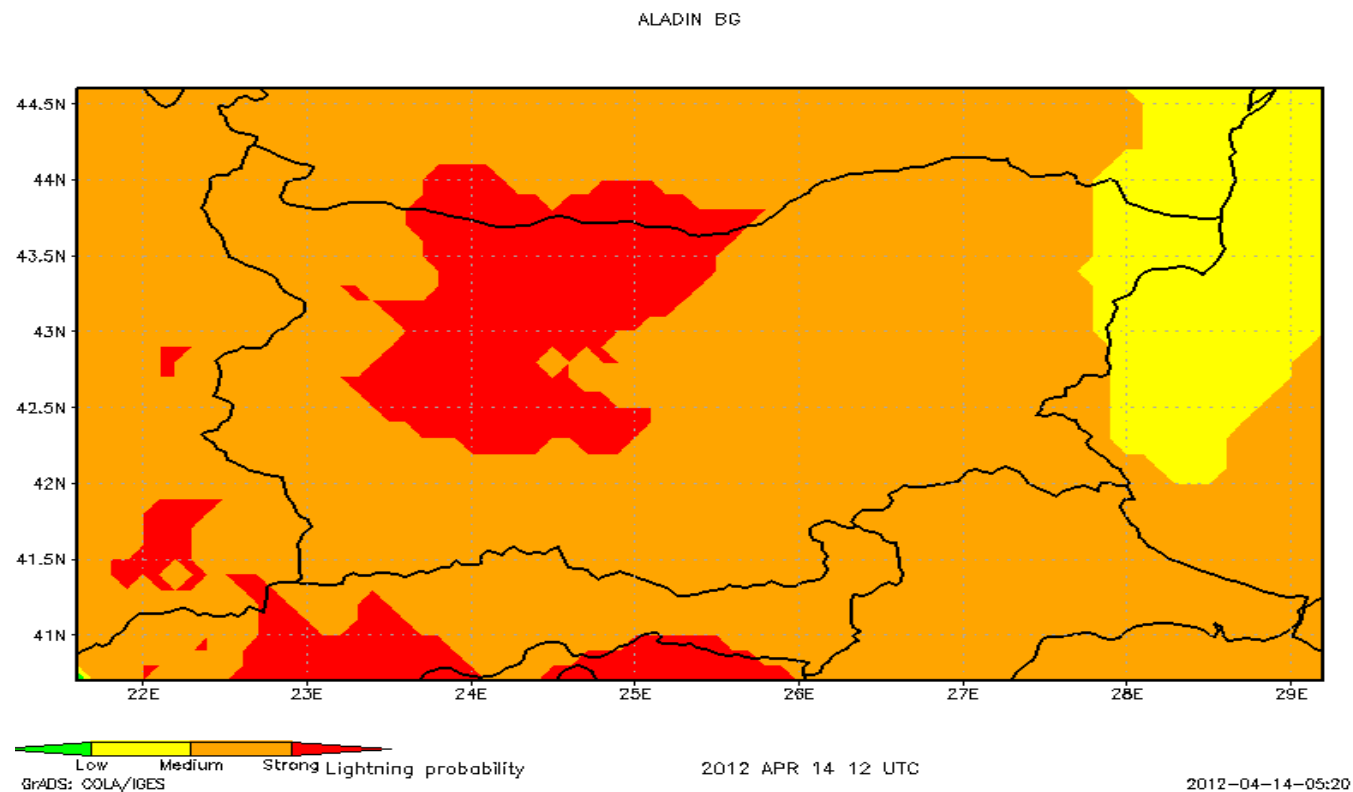 ALADIN BG
44.5N
44N
43.5N
43N
42.5N
42N
41.5N
41N
22E 23E 24E 25E 26E 27E 28E 29E
Low Medium Strong Lightning probability
2012 APR 14 12 UTC
GrADS: COLA/IGES
2012-04-14-05:20